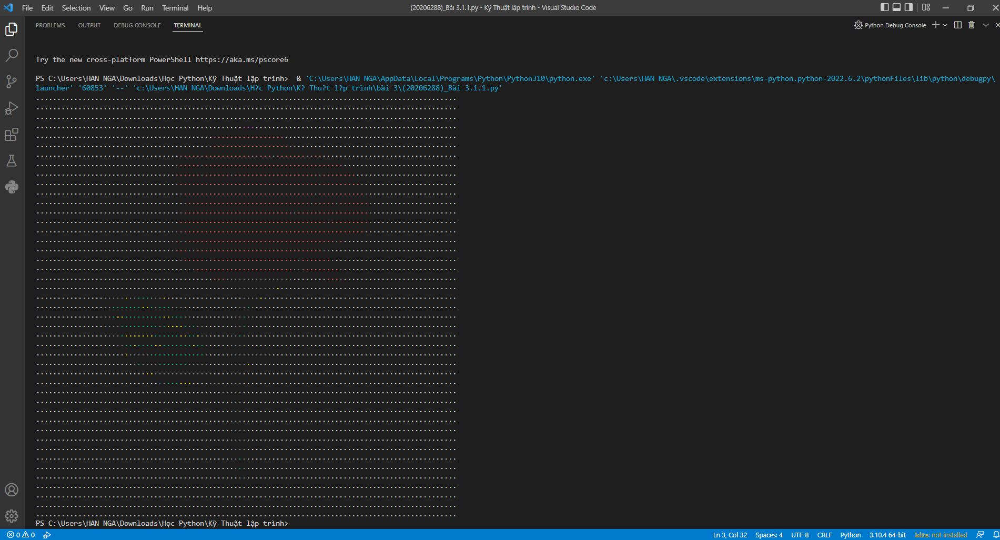 File Edit Selection View Go Run Terminal Help
(20206288)_Bài 3.1.1.py - Kỹ Thuật lập trình - Visual Studio Code
PROBLEMS OUTPUT DEBUG CONSOLE TERMINAL
Python Debug Console
Try the new cross-platform PowerShell https://aka.ms/pscore6
PS C:\Users\HAN NGA\Downloads\Học Python\Kỹ Thuật lập trình>  & 'C:\Users\HAN NGA\AppData\Local\Programs\Python\Python310\python.exe' 'c:\Users\HAN NGA\.vscode\extensions\ms-python.python-2022.6.2\pythonFiles\lib\python\debugpy\
launcher' '60853' '--' 'c:\Users\HAN NGA\Downloads\H?c Python\K? Thu?t l?p trình\bài 3\(20206288)_Bài 3.1.1.py'
PS C:\Users\HAN NGA\Downloads\Học Python\Kỹ Thuật lập trình>
0 0
Ln 3, Col 32 Spaces: 4 UTF-8 CRLF Python 3.10.4 64-bit kite: not installed